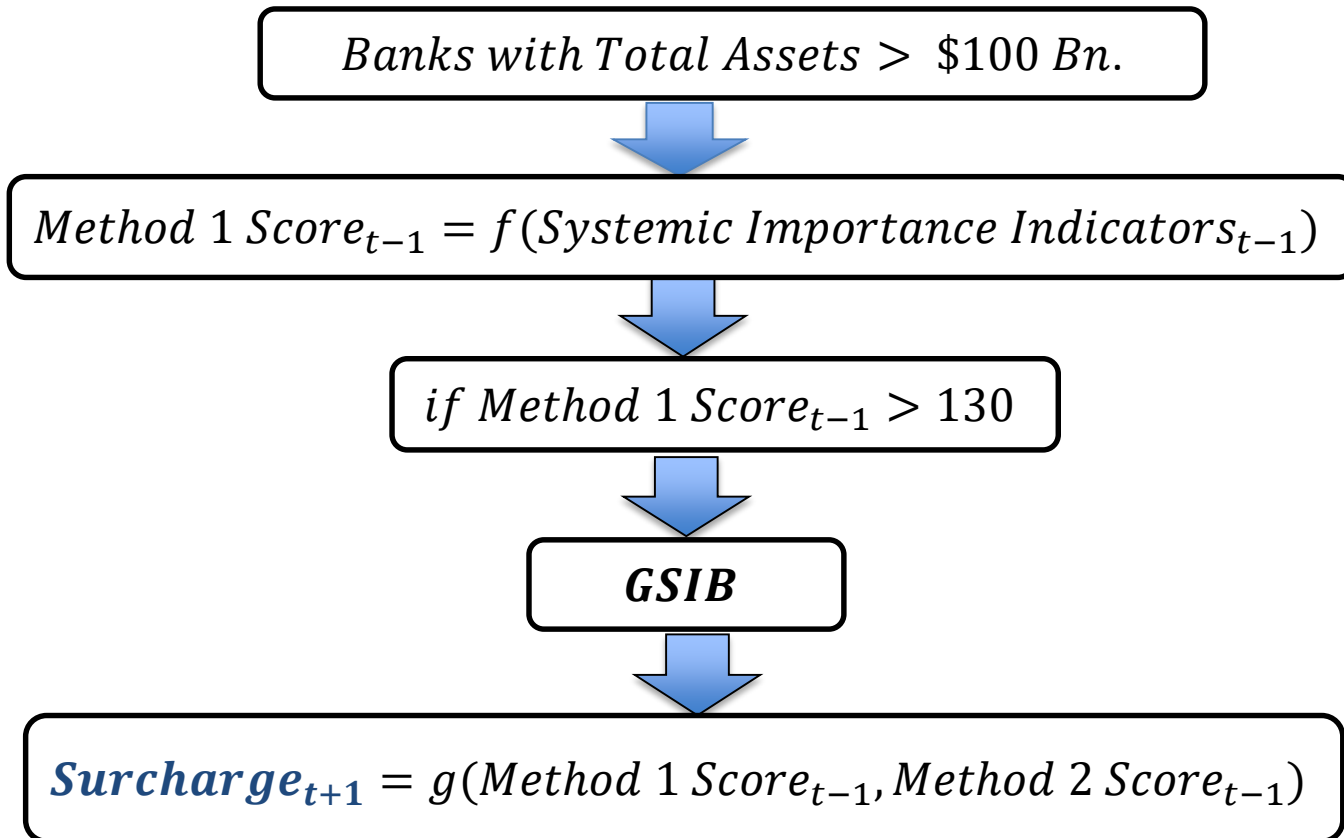 Banks with Total Assets > $100 Bn.
Method 1 Score_{t−1} = f(Systemic Importance Indicators_{t−1})
if Method 1 Score_{t−1} > 130
GSIB
Surcharge_{t+1} = g(Method 1 Score_{t−1}, Method 2 Score_{t−1})